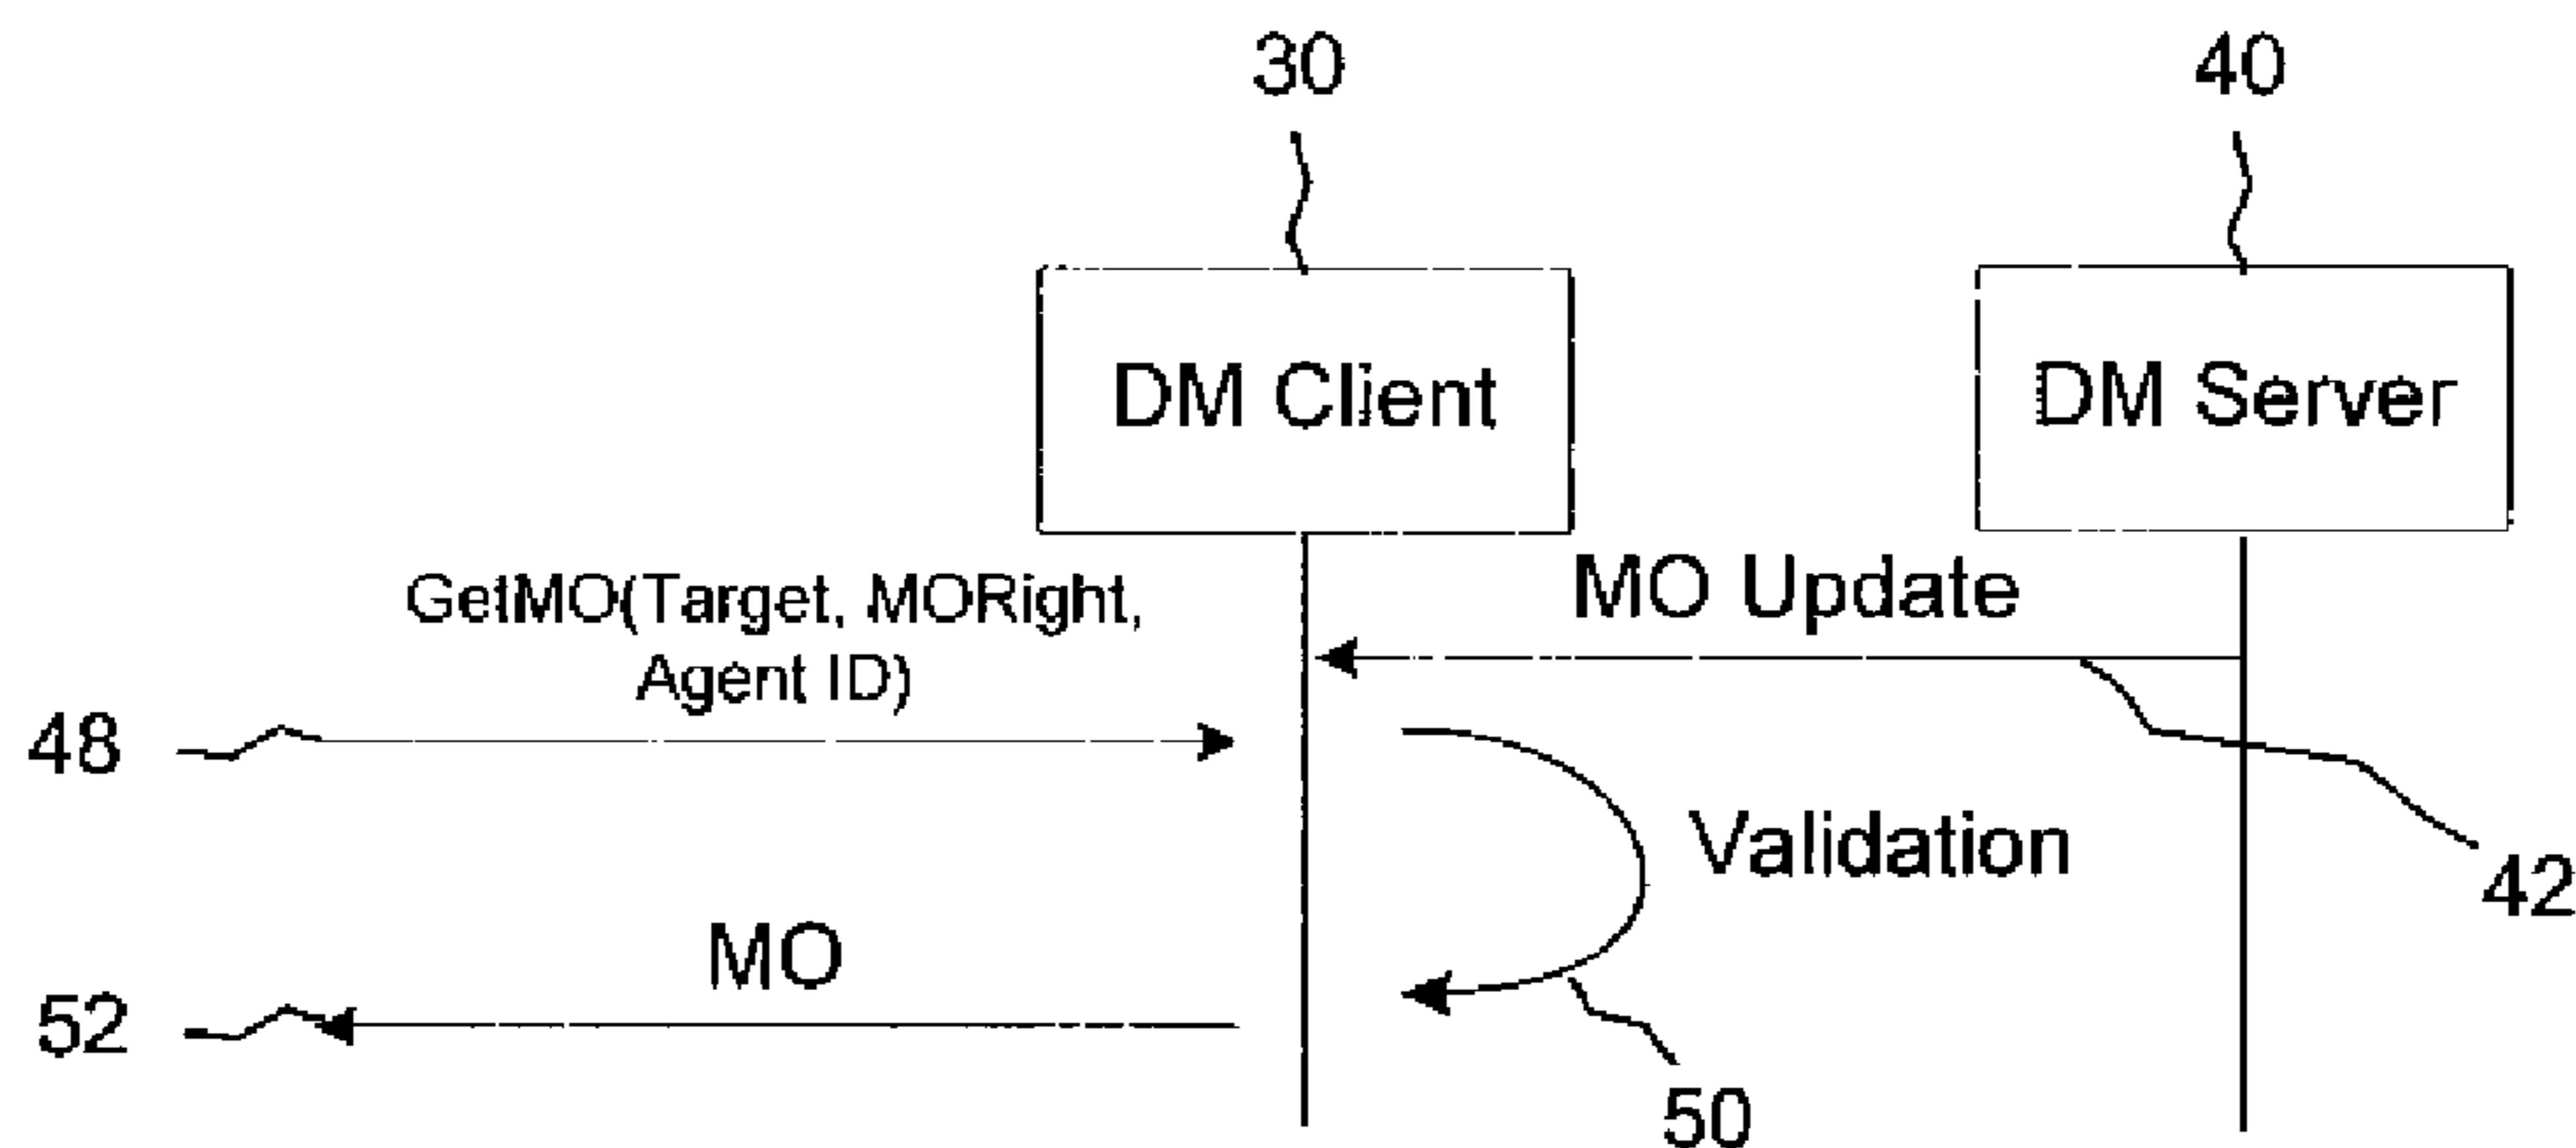 30
40
DM Client
DM Server
GetMO(Target, MORight,
Agent ID)
MO Update
48
Validation
42
MO
52
50